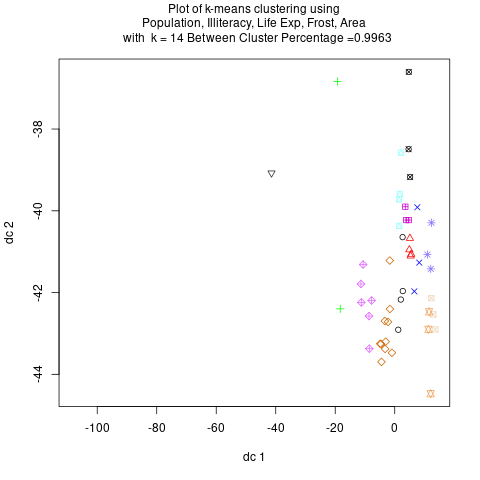 Plot of k-means clustering using
Population, Illiteracy, Life Exp, Frost, Area
with k = 14 Between Cluster Percentage =0.9963
-38
-40
-42
-44
dc 2
-100
-80
-60
-40
-20
0
dc 1